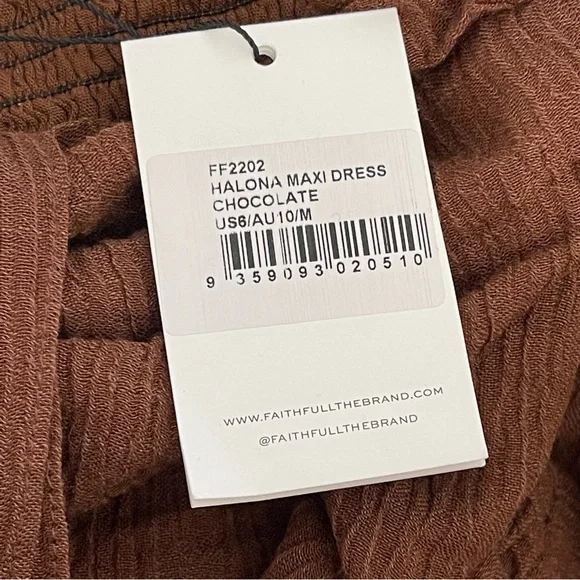 FF2202
HALONA MAXI DRESS
CHOCOLATE
US6/AU10/M
9 359093 020510
WWW.FAITHFULLTHEBRAND.COM
@FAITHFULLTHEBRAND